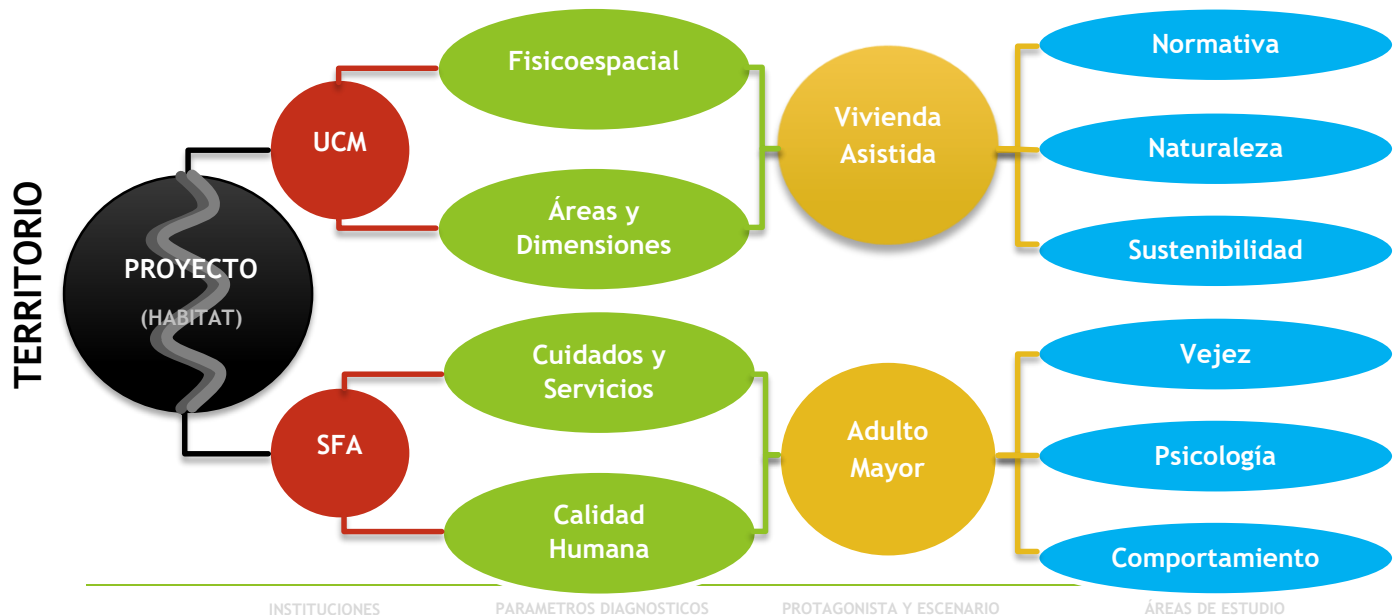 TERRITORIO
PROYECTO
(HABITAT)
UCM
SFA
Fisicoespacial
Áreas y
Dimensiones
Cuidados y
Servicios
Calidad
Humana
Vivienda
Asistida
Adulto
Mayor
Normativa
Naturaleza
Sustenibilidad
Vejez
Psicología
Comportamiento
INSTITUCIONES
PARAMETROS DIAGNOSTICOS
PROTAGONISTA Y ESCENARIO
ÁREAS DE ESTUDIO